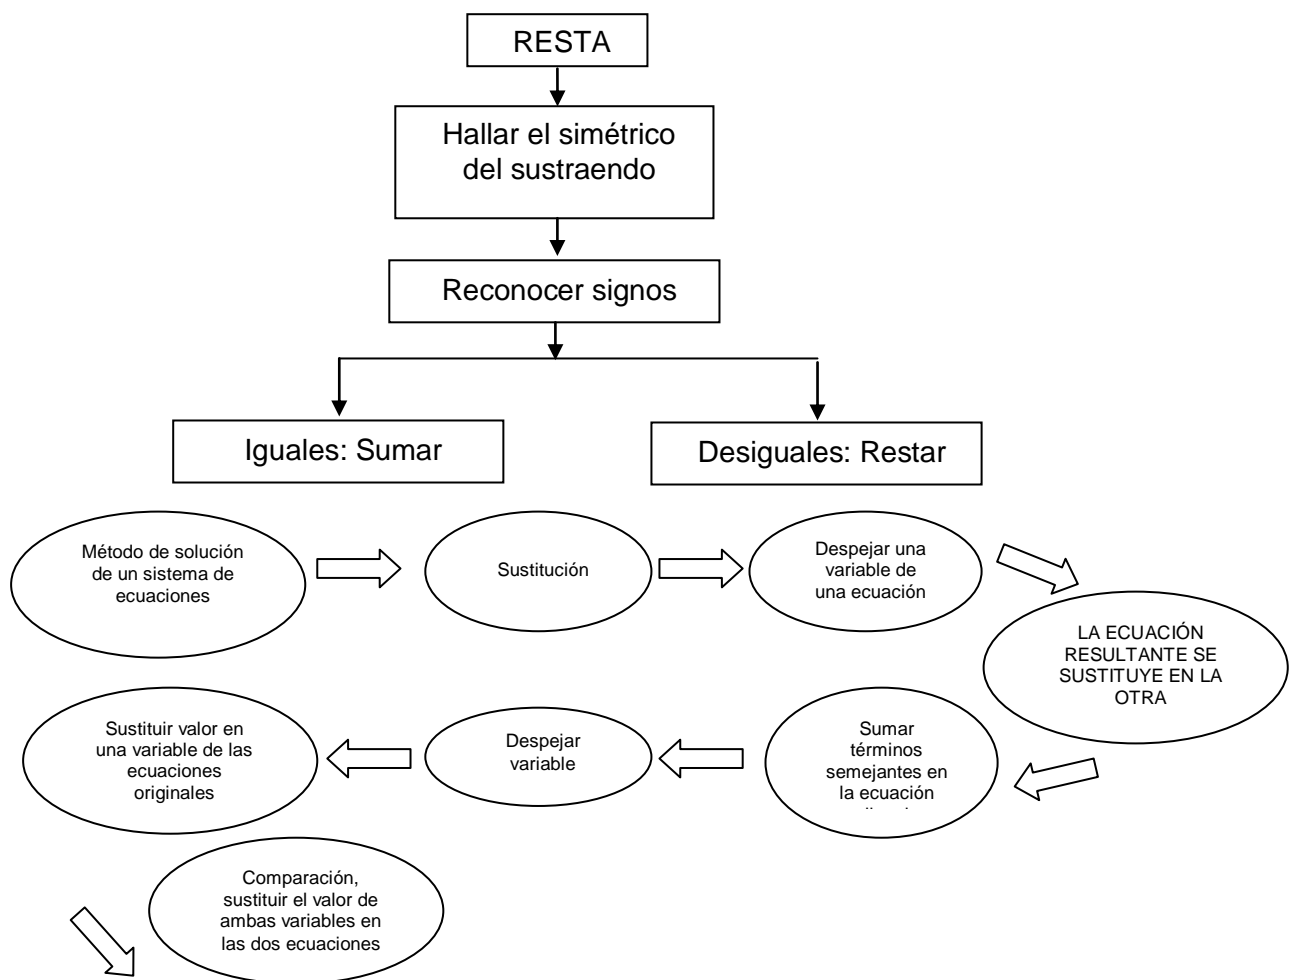 RESTA
Hallar el simétrico
del sustraendo
Reconocer signos
Iguales: Sumar
Desiguales: Restar
Método de solución
de un sistema de
ecuaciones
Sustitución
Despejar una
variable de
una ecuación
LA ECUACIÓN
RESULTANTE SE
SUSTITUYE EN LA
OTRA
Sumar
términos
semejantes en
la ecuación
Despejar
variable
Sustituir valor en
una variable de las
ecuaciones
originales
Comparación,
sustituir el valor de
ambas variables en
las dos ecuaciones